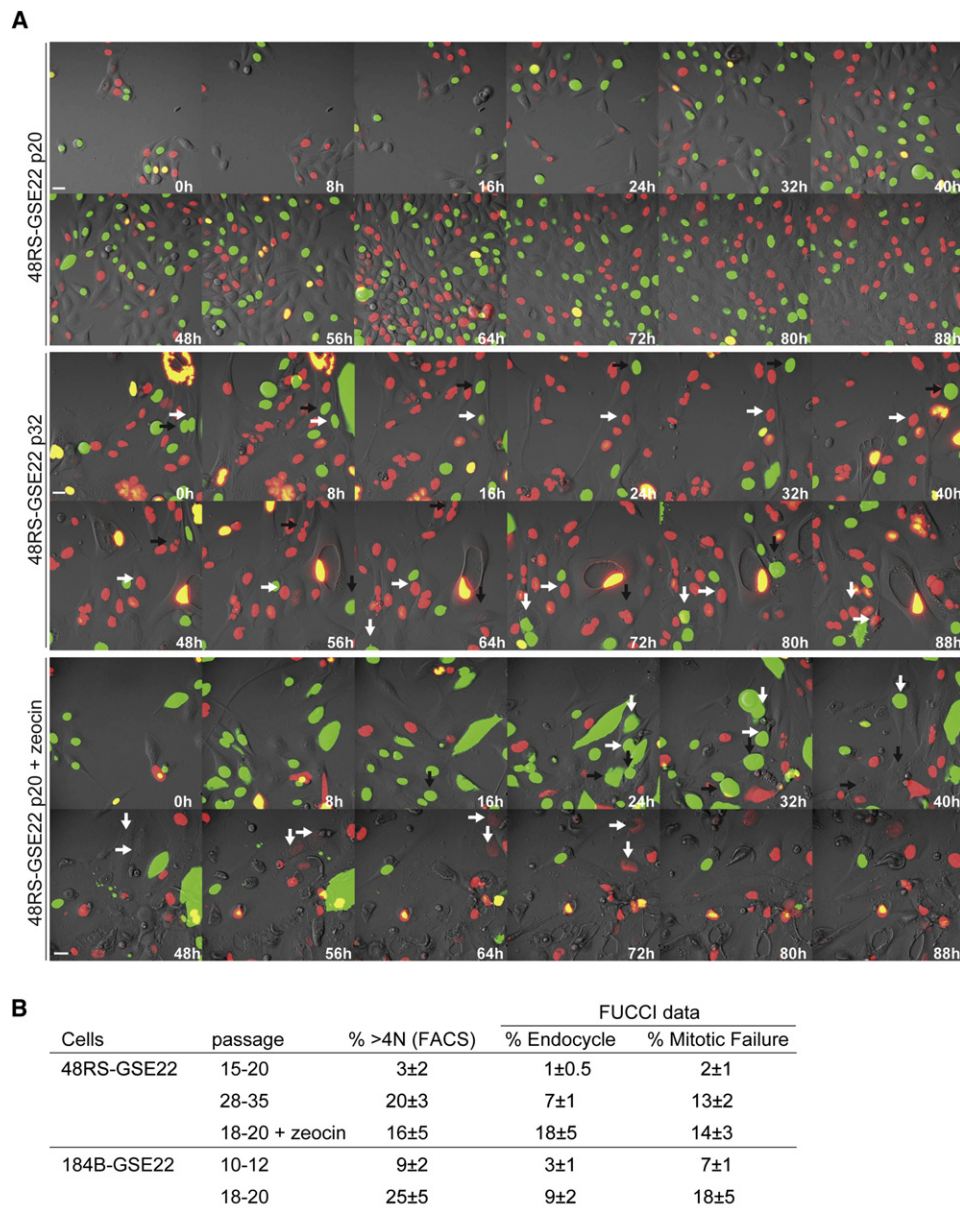 A
48RS-GSE22 p20
0h 8h 16h 24h 32h 40h
48h 56h 64h 72h 80h 88h
48RS-GSE22 p32
0h 8h 16h 24h 32h 40h
48h 56h 64h 72h 80h 88h
48RS-GSE22 p20 + zeocin
0h 8h 16h 24h 32h 40h
48h 56h 64h 72h 80h 88h
B
FUCCI data
Cells passage % >4N (FACS) % Endocycle % Mitotic Failure
48RS-GSE22 15-20 3±2 1±0.5 2±1
28-35 20±3 7±1 13±2
18-20 + zeocin 16±5 18±5 14±3
184B-GSE22 10-12 9±2 3±1 7±1
18-20 25±5 9±2 18±5